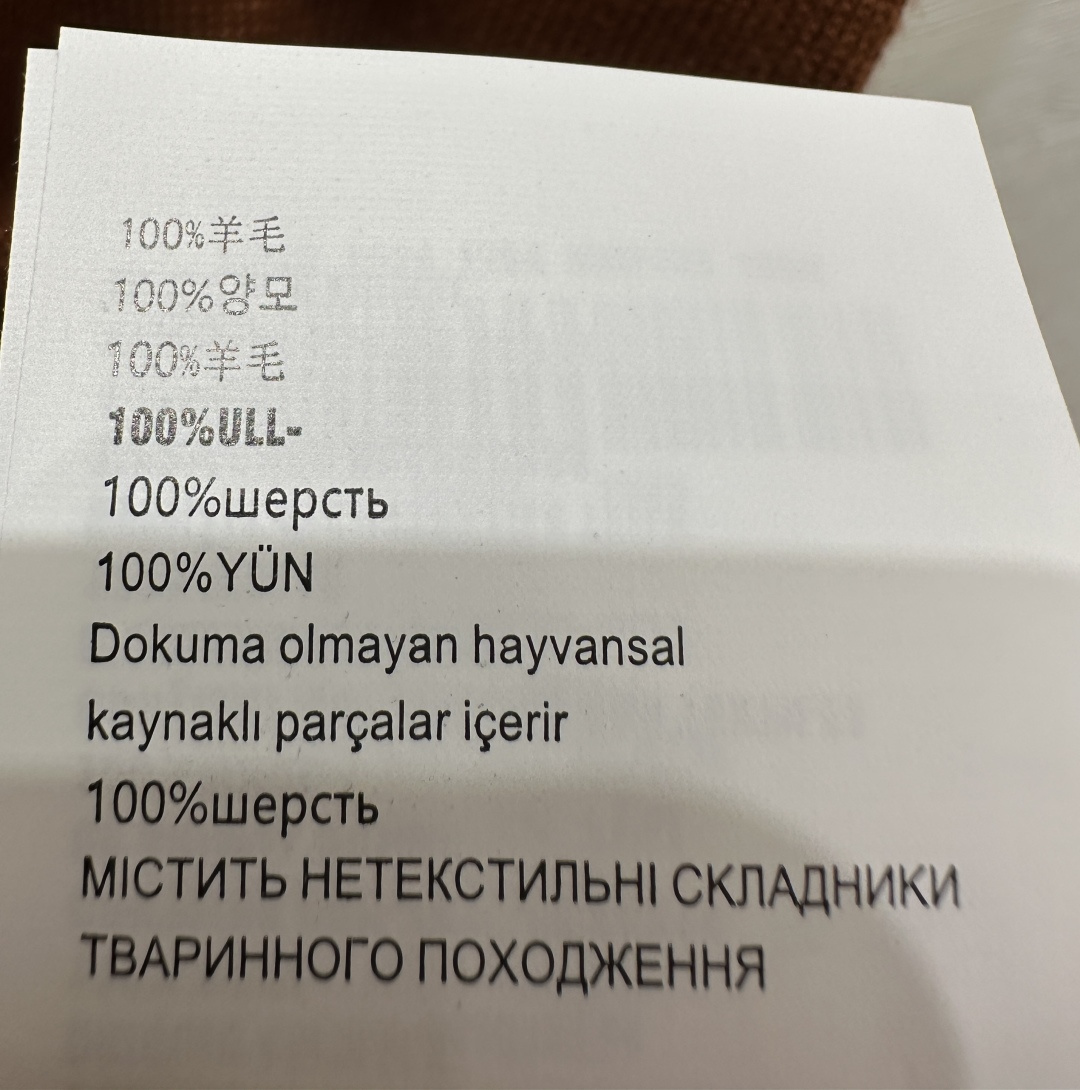 100%羊毛
100%양모
100%羊毛
100%ULL-
100%шерсть
100%YÜN
Dokuma olmayan hayvansal
kaynaklı parçalar içerir
100%шерсть
МІСТИТЬ НЕТЕКСТИЛЬНІ СКЛАДНИКИ
ТВАРИННОГО ПОХОДЖЕННЯ